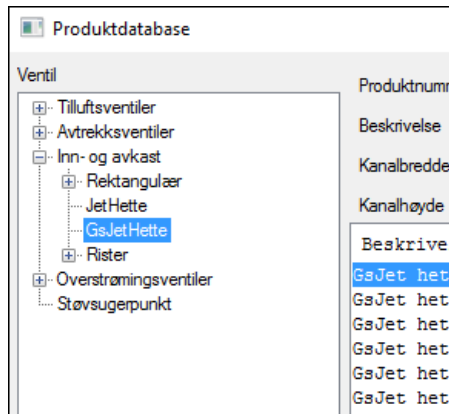 Produktdatabase
Ventil
Tilluftsventiler
Avtrekksventiler
Inn- og avkast
Rektangulær
JetHette
GsJetHette
Rister
Overstrømingsventiler
Støvsugerpunkt
Produktnumm
Beskrivelse
Kanalbredde
Kanalhøyde
Beskrive
GsJet het
GsJet het
GsJet het
GsJet het
GsJet het
GsJet het